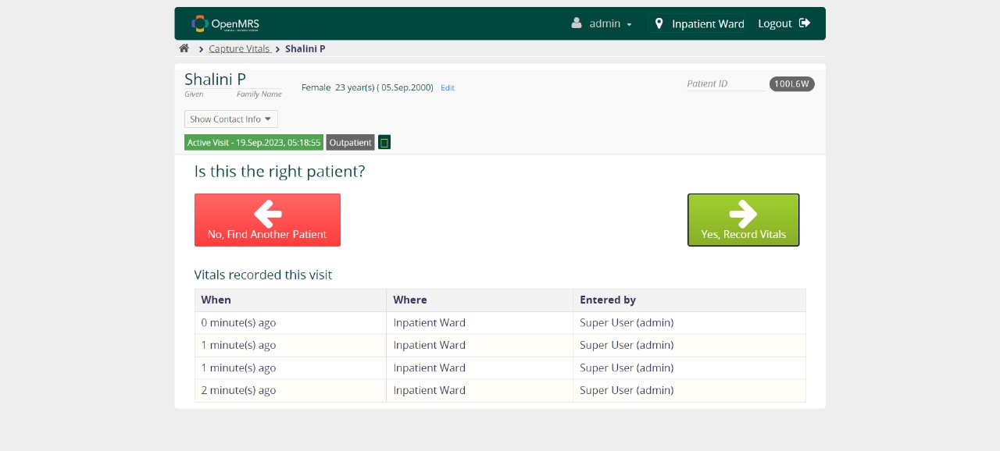 OpenMRS
admin
Inpatient Ward
Logout
Capture Vitals
Shalini P
Shalini P
Given Family Name
Female 23 year(s) ( 05.Sep.2000) Edit
Patient ID 100L6W
Show Contact Info
Active Visit - 19.Sep.2023, 05:18:55 Outpatient
Is this the right patient?
No, Find Another Patient
Yes, Record Vitals
Vitals recorded this visit
When Where Entered by
0 minute(s) ago Inpatient Ward Super User (admin)
1 minute(s) ago Inpatient Ward Super User (admin)
1 minute(s) ago Inpatient Ward Super User (admin)
2 minute(s) ago Inpatient Ward Super User (admin)